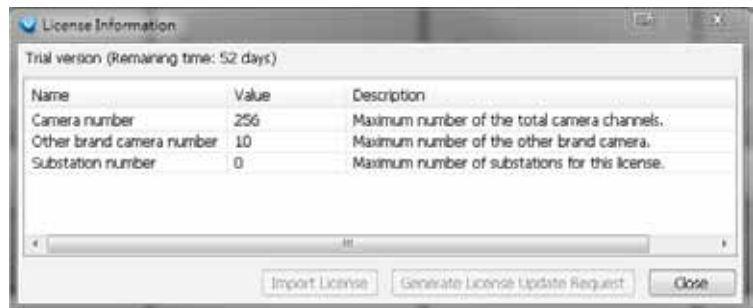 License Information
Trial version (Remaining time: 52 days)
Name Value Description
Camera number 256 Maximum number of the total camera channels.
Other brand camera number 10 Maximum number of the other brand camera.
Substation number 0 Maximum number of substations for this license.
Import License Generate License Update Request Close